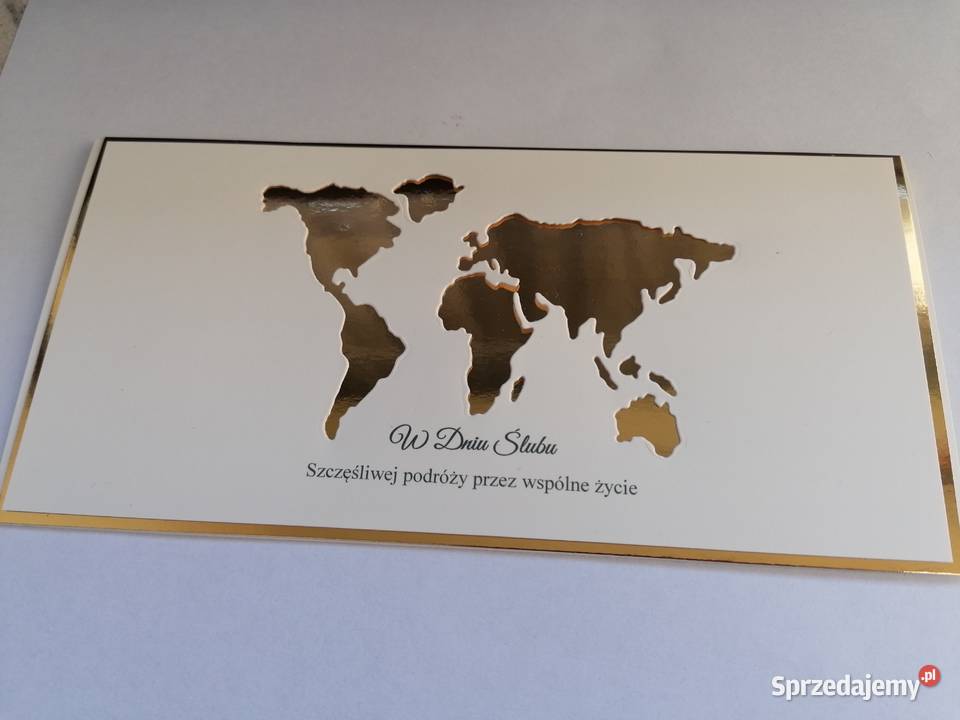 W Dniu Ślubu
Szczęśliwej podróży przez wspólne życie
Sprzedajemy.pl